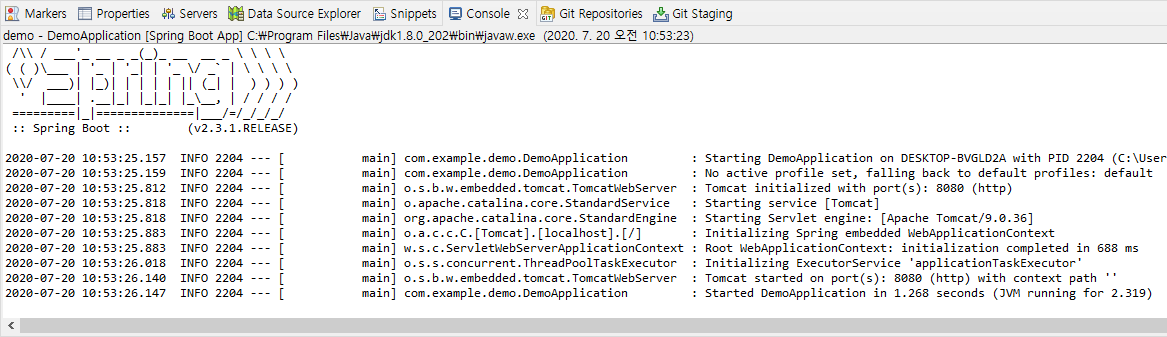 Markers Properties Servers Data Source Explorer Snippets Console Git Repositories Git Staging
demo - DemoApplication [Spring Boot App] C:₩Program Files₩Java₩jdk1.8.0_202₩bin₩javaw.exe (2020. 7. 20 오전 10:53:23)
 /\\ / ___'_ __ _ _(_)_ __  __ _ \ \ \ \
( ( )\___ | '_ | '_| | '_ \/ _` | \ \ \ \
 \\/  ___)| |_)| | | | | || (_| |  ) ) ) )
  '  |____| .__|_| |_|_| |_\__, | / / / /
 =========|_|==============|___/=/_/_/_/
 :: Spring Boot ::        (v2.3.1.RELEASE)
2020-07-20 10:53:25.157  INFO 2204 --- [           main] com.example.demo.DemoApplication         : Starting DemoApplication on DESKTOP-BVGLD2A with PID 2204 (C:\User
2020-07-20 10:53:25.159  INFO 2204 --- [           main] com.example.demo.DemoApplication         : No active profile set, falling back to default profiles: default
2020-07-20 10:53:25.812  INFO 2204 --- [           main] o.s.b.w.embedded.tomcat.TomcatWebServer  : Tomcat initialized with port(s): 8080 (http)
2020-07-20 10:53:25.818  INFO 2204 --- [           main] o.apache.catalina.core.StandardService   : Starting service [Tomcat]
2020-07-20 10:53:25.818  INFO 2204 --- [           main] org.apache.catalina.core.StandardEngine  : Starting Servlet engine: [Apache Tomcat/9.0.36]
2020-07-20 10:53:25.883  INFO 2204 --- [           main] o.a.c.c.C.[Tomcat].[localhost].[/]       : Initializing Spring embedded WebApplicationContext
2020-07-20 10:53:25.883  INFO 2204 --- [           main] w.s.c.ServletWebServerApplicationContext : Root WebApplicationContext: initialization completed in 688 ms
2020-07-20 10:53:26.018  INFO 2204 --- [           main] o.s.s.concurrent.ThreadPoolTaskExecutor  : Initializing ExecutorService 'applicationTaskExecutor'
2020-07-20 10:53:26.140  INFO 2204 --- [           main] o.s.b.w.embedded.tomcat.TomcatWebServer  : Tomcat started on port(s): 8080 (http) with context path ''
2020-07-20 10:53:26.147  INFO 2204 --- [           main] com.example.demo.DemoApplication         : Started DemoApplication in 1.268 seconds (JVM running for 2.319)